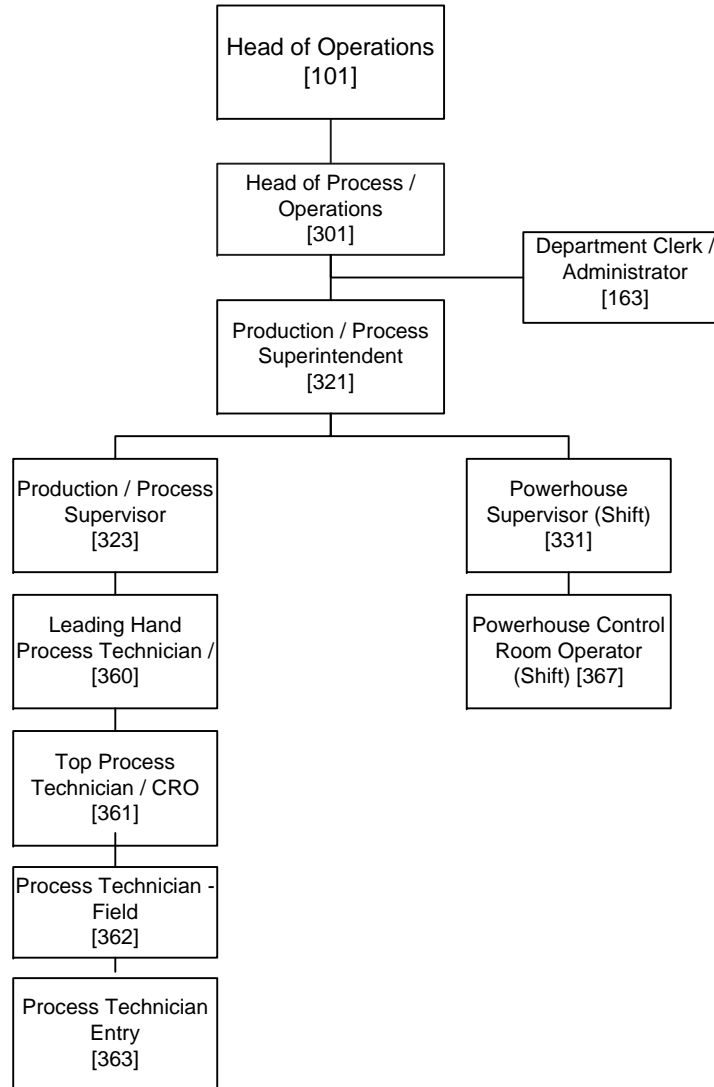 Head of Operations
[101]
Head of Process /
Operations
[301]
Department Clerk /
Administrator
[163]
Production / Process
Superintendent
[321]
Production / Process
Supervisor
[323]
Powerhouse
Supervisor (Shift)
[331]
Leading Hand
Process Technician /
[360]
Powerhouse Control
Room Operator
(Shift) [367]
Top Process
Technician / CRO
[361]
Process Technician -
Field
[362]
Process Technician
Entry
[363]